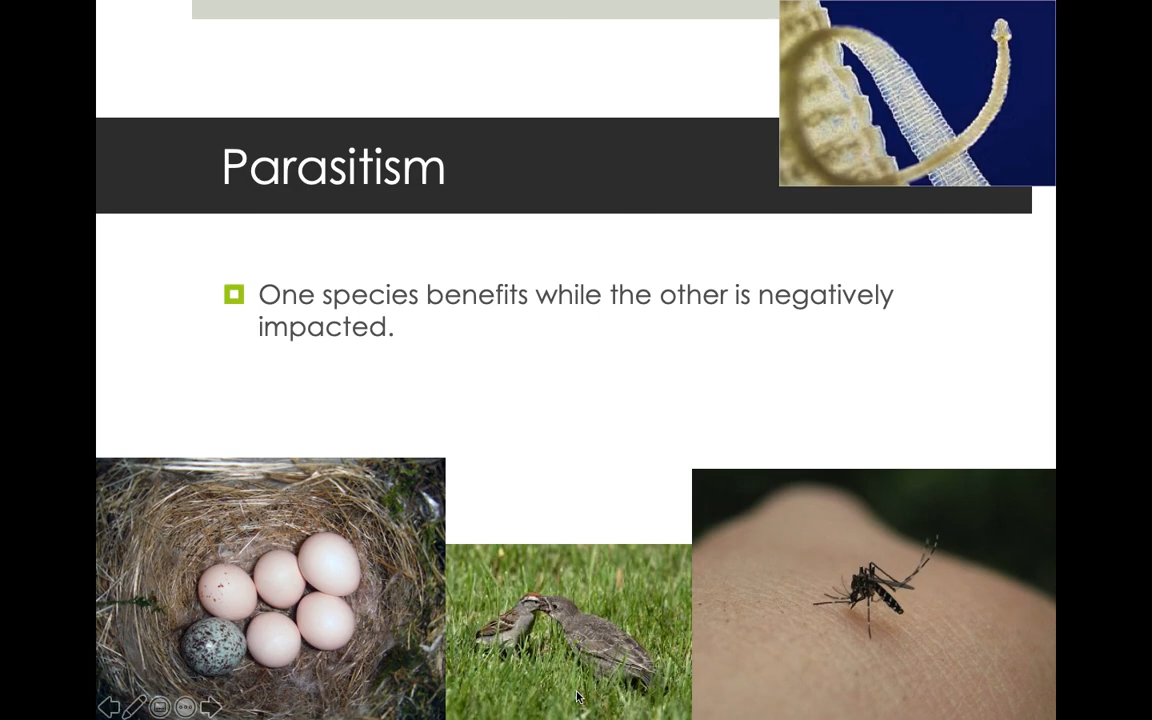 Parasitism
One species benefits while the other is negatively
impacted.